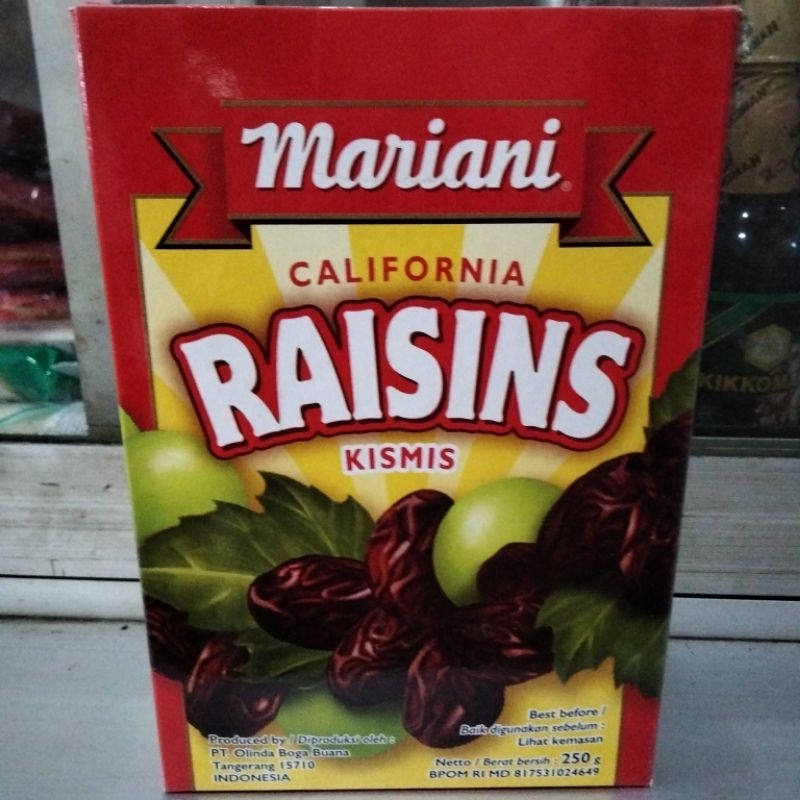 Mariani®
CALIFORNIA
RAISINS
KISMIS
Produced by / Diproduksi oleh :
PT. Olinda Boga Buana
Tangerang 15710
INDONESIA
Best before /
Baik digunakan sebelum :
Lihat kemasan
Netto / Berat bersih : 250 g
BPOM RI MD 817531024649